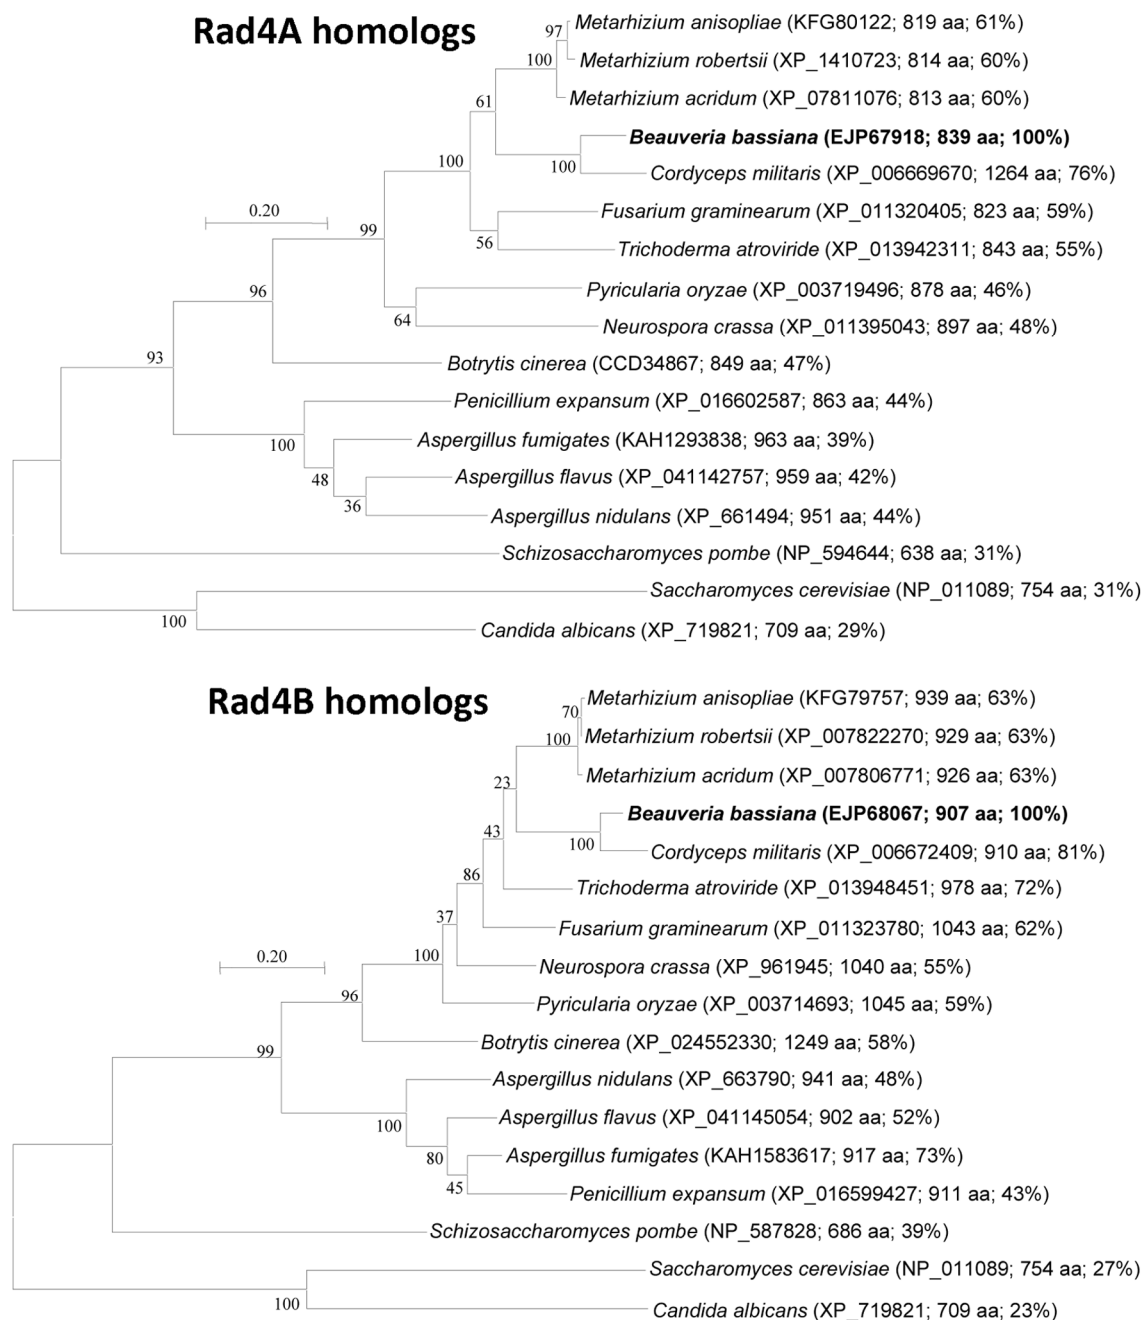 Rad4A homologs
Metarhizium anisopliae (KFG80122; 819 aa; 61%)
97
Metarhizium robertsii (XP_1410723; 814 aa; 60%)
100
Metarhizium acridum (XP_07811076; 813 aa; 60%)
61
Beauveria bassiana (EJP67918; 839 aa; 100%)
100
100
Cordyceps militaris (XP_006669670; 1264 aa; 76%)
0.20
Fusarium graminearum (XP_011320405; 823 aa; 59%)
99
56
Trichoderma atroviride (XP_013942311; 843 aa; 55%)
96
Pyricularia oryzae (XP_003719496; 878 aa; 46%)
64
Neurospora crassa (XP_011395043; 897 aa; 48%)
93
Botrytis cinerea (CCD34867; 849 aa; 47%)
Penicillium expansum (XP_016602587; 863 aa; 44%)
100
Aspergillus fumigates (KAH1293838; 963 aa; 39%)
48
Aspergillus flavus (XP_041142757; 959 aa; 42%)
36
Aspergillus nidulans (XP_661494; 951 aa; 44%)
Schizosaccharomyces pombe (NP_594644; 638 aa; 31%)
Saccharomyces cerevisiae (NP_011089; 754 aa; 31%)
100
Candida albicans (XP_719821; 709 aa; 29%)
Rad4B homologs
Metarhizium anisopliae (KFG79757; 939 aa; 63%)
70
Metarhizium robertsii (XP_007822270; 929 aa; 63%)
100
Metarhizium acridum (XP_007806771; 926 aa; 63%)
23
Beauveria bassiana (EJP68067; 907 aa; 100%)
43
100
Cordyceps militaris (XP_006672409; 910 aa; 81%)
86
Trichoderma atroviride (XP_013948451; 978 aa; 72%)
37
Fusarium graminearum (XP_011323780; 1043 aa; 62%)
0.20
100
Neurospora crassa (XP_961945; 1040 aa; 55%)
96
Pyricularia oryzae (XP_003714693; 1045 aa; 59%)
Botrytis cinerea (XP_024552330; 1249 aa; 58%)
99
Aspergillus nidulans (XP_663790; 941 aa; 48%)
100
Aspergillus flavus (XP_041145054; 902 aa; 52%)
80
Aspergillus fumigates (KAH1583617; 917 aa; 73%)
45
Penicillium expansum (XP_016599427; 911 aa; 43%)
Schizosaccharomyces pombe (NP_587828; 686 aa; 39%)
Saccharomyces cerevisiae (NP_011089; 754 aa; 27%)
100
Candida albicans (XP_719821; 709 aa; 23%)